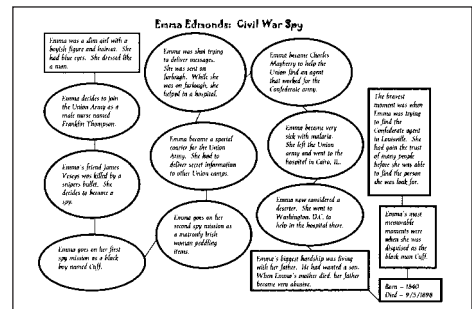 Emma Edmonds: Civil War Spy
Emma was a slim girl with a
boyish figure and haircut. She
had blue eyes. She dressed like
a man.
Emma decides to join
the Union Army as a
male nurse named
Franklin Thompson.
Emma's friend James
Veseys was killed by a
snipers bullet. She
decides to become a
spy.
Emma goes on her first
spy mission as a black
boy named Cuff.
Emma goes on her
second spy mission as
a matronly Irish
woman peddling
items.
Emma became a special
courier for the Union
Army. She had to
deliver secret information
to other Union camps.
Emma was shot trying
to deliver messages.
She was sent on
furlough. While she
was on furlough, she
helped in a hospital.
Emma became Charles
Mayberry to help the
Union find an agent
that worked for the
Confederate army.
Emma became very
sick with malaria.
She left the Union
army and went to the
hospital in Cairo, IL.
Emma now considered a
deserter. She went to
Washington, DC, to
help in the hospital there.
Emma's biggest hardship was living
with her father. He had wanted a son.
When Emma's mother died, her father
became very abusive.
The bravest
moment was when
Emma was trying
to find the
Confederate agent
in Louisville. She
had gain the trust
of many people
before she was able
to find the person
she was look for.
Emma's most
memorable
moments were
when she was
disguised as the
black man Cuff.
Born – 1840
Died – 9/5/1898